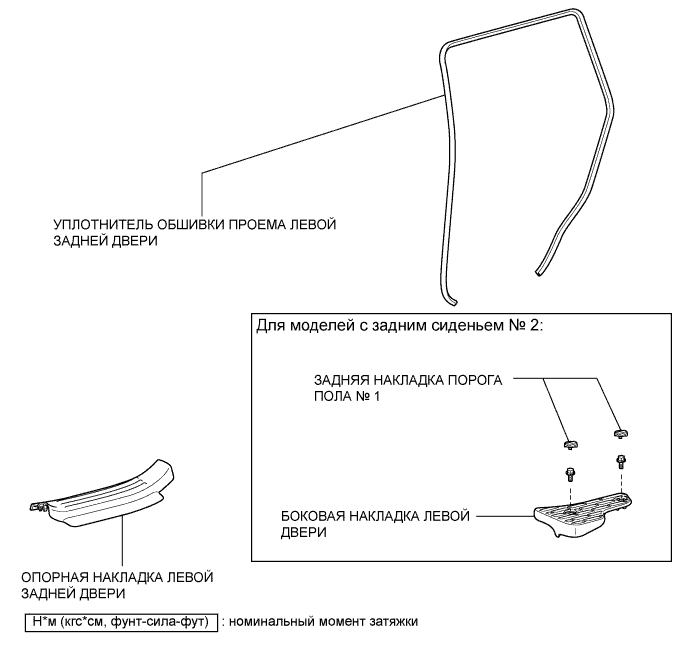 УПЛОТНИТЕЛЬ ОБШИВКИ ПРОЕМА ЛЕВОЙ
ЗАДНЕЙ ДВЕРИ
Для моделей с задним сиденьем № 2:
ЗАДНЯЯ НАКЛАДКА ПОРОГА
ПОЛА № 1
БОКОВАЯ НАКЛАДКА ЛЕВОЙ
ДВЕРИ
ОПОРНАЯ НАКЛАДКА ЛЕВОЙ
ЗАДНЕЙ ДВЕРИ
Н*м (кгс*см, фунт-сила-фут) : номинальный момент затяжки